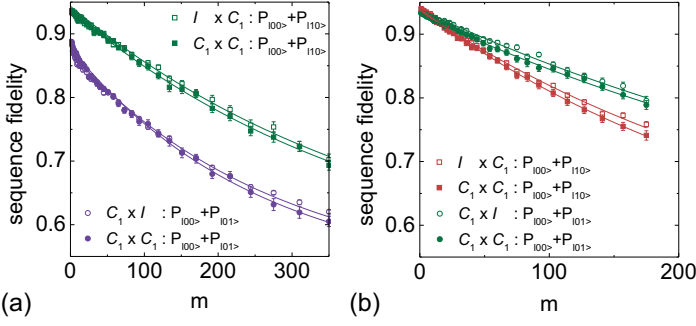 0.9
0.8
0.7
0.6
sequence fidelity
I x C₁ : P|00>+P|10>
C₁ x C₁ : P|00>+P|10>
C₁ x I : P|00>+P|01>
C₁ x C₁ : P|00>+P|01>
0 100 200 300
m
(a)
0.9
0.8
0.7
0.6
sequence fidelity
I x C₁ : P|00>+P|10>
C₁ x C₁ : P|00>+P|10>
C₁ x I : P|00>+P|01>
C₁ x C₁ : P|00>+P|01>
0 100 200
m
(b)